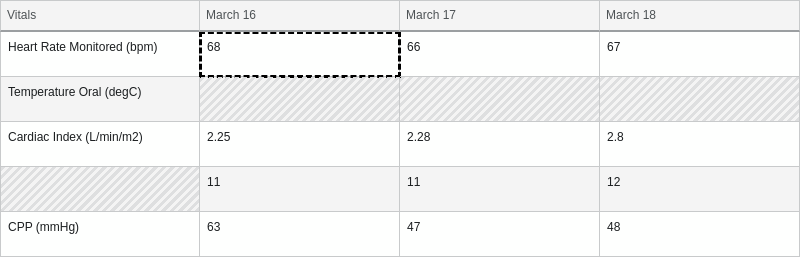 Vitals March 16 March 17 March 18
Heart Rate Monitored (bpm) 68 66 67
Temperature Oral (degC)
Cardiac Index (L/min/m2) 2.25 2.28 2.8
11 11 12
CPP (mmHg) 63 47 48